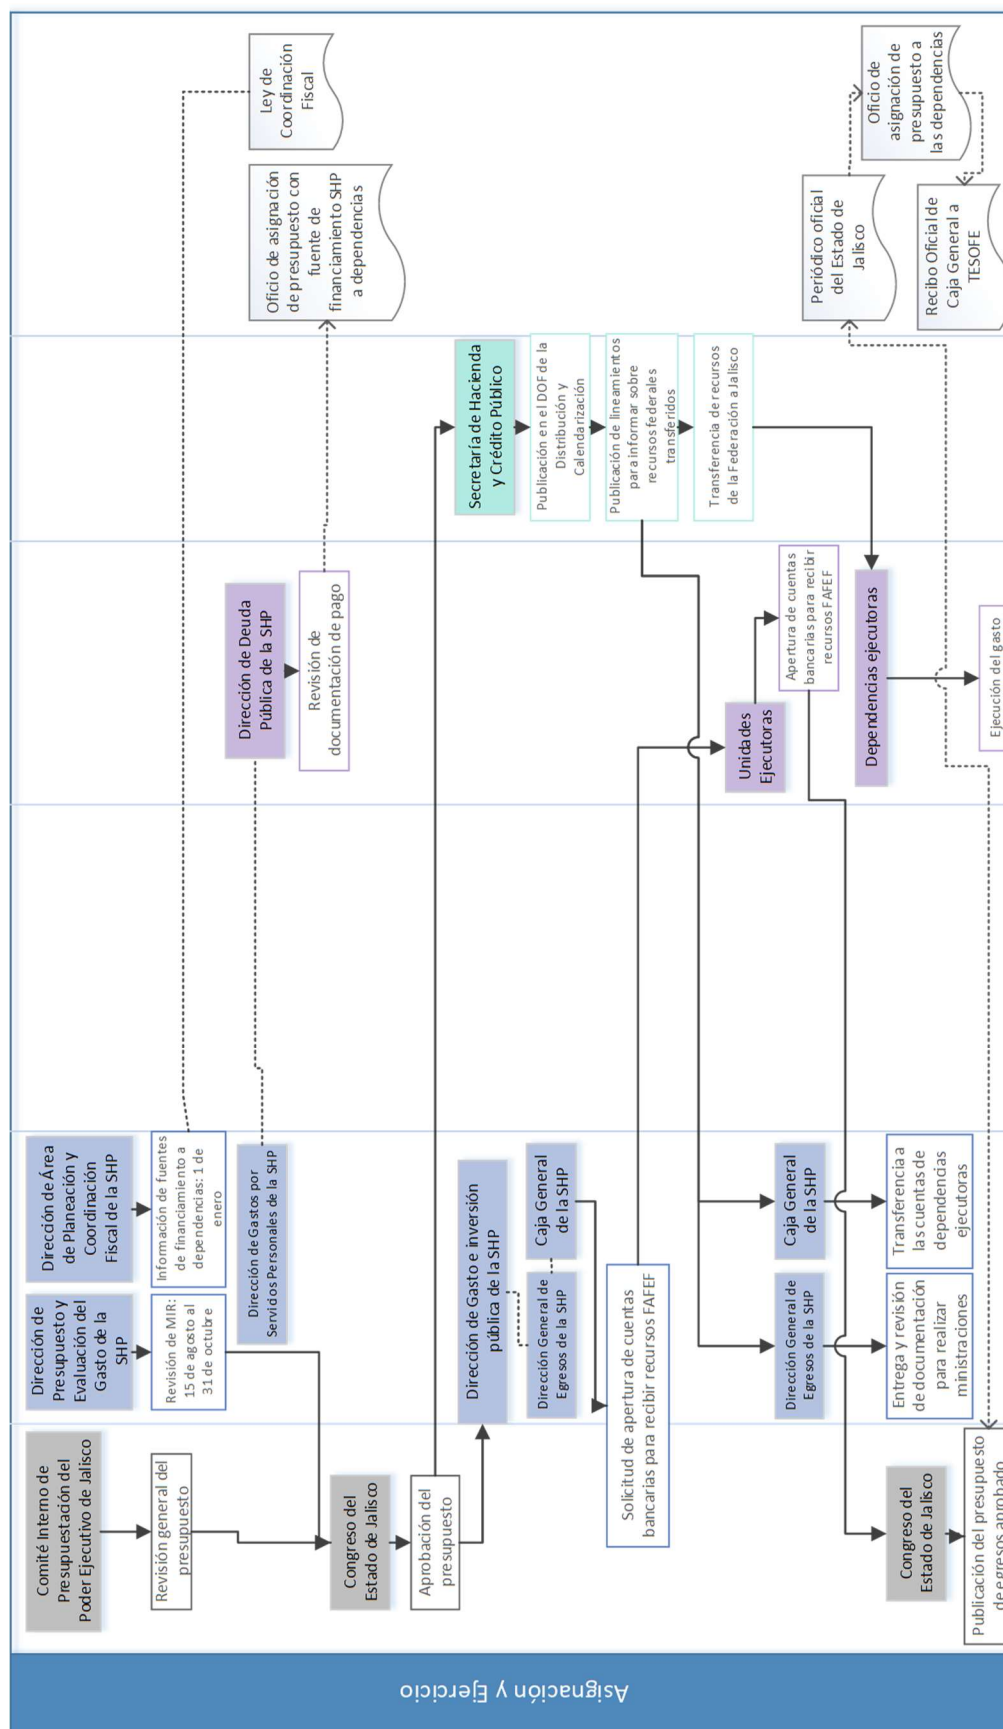 Asignación y Ejercicio
Comité Interno de
Presupuestación del
Poder Ejecutivo de Jalisco
Revisión general del
presupuesto
Dirección de
Presupuesto y
Evaluación del
Gasto de la
SHP
Revisión de MIR:
15 de agosto al
31 de octubre
Dirección de Área
de Planeación y
Coordinación
Fiscal de la SHP
Información de fuentes
de financiamiento a
dependencias: 1 de
enero
Dirección de Gastos por
Servidos Personales de la SHP
Dirección de Deuda
Pública de la SHP
Revisión de
documentación de pago
Ley de
Coordinación
Fiscal
Oficio de asignación
de presupuesto con
fuente de
financiamiento SHP
a dependencias
Congreso del
Estado de Jalisco
Aprobación del
presupuesto
Dirección de Gasto e inversión
pública de la SHP
Dirección General de
Egresos de la SHP
Caja General
de la SHP
Solicitud de apertura de cuentas
bancarias para recibir recursos FAFEF
Secretaría de Hacienda
y Crédito Público
Publicación en el DOF de la
Distribución y
Calendarización
Publicación de lineamientos
para informar sobre
recursos federales
transferidos
Transferencia de recursos
de la Federación a Jalisco
Unidades
Ejecutoras
Apertura de cuentas
bancarias para recibir
recursos FAFEF
Dependencias ejecutoras
Ejecución del gasto
Dirección General de
Egresos de la SHP
Entrega y revisión
de documentación
para realizar
ministraciones
Caja General
de la SHP
Transferencia a
las cuentas de
dependencias
ejecutoras
Congreso del
Estado de Jalisco
Publicación del presupuesto
de egresos aprobado
Periódico oficial
del Estado de
Jalisco
Oficio de
asignación de
presupuesto a
las dependencias
Recibo Oficial de
Caja General a
TESOFE